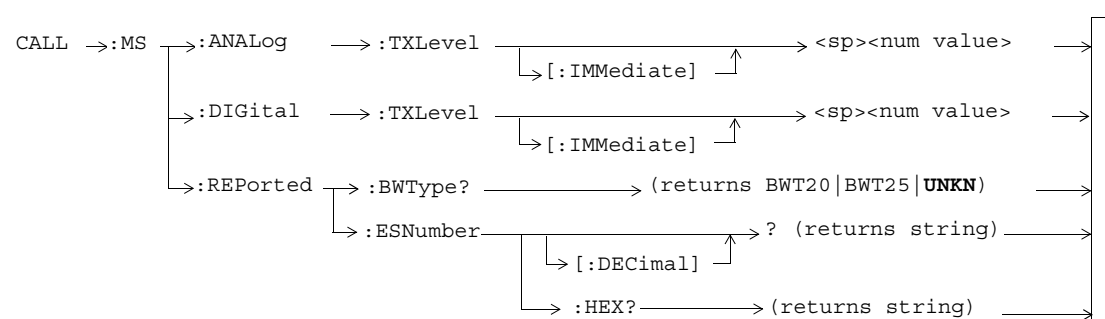 CALL :MS :ANALog :TXLevel <sp><num value>
[:IMMediate]
:DIGital :TXLevel <sp><num value>
[:IMMediate]
:REPorted :BWType? (returns BWT20|BWT25|UNKN)
:ESNumber ? (returns string)
[:DECimal]
:HEX? (returns string)